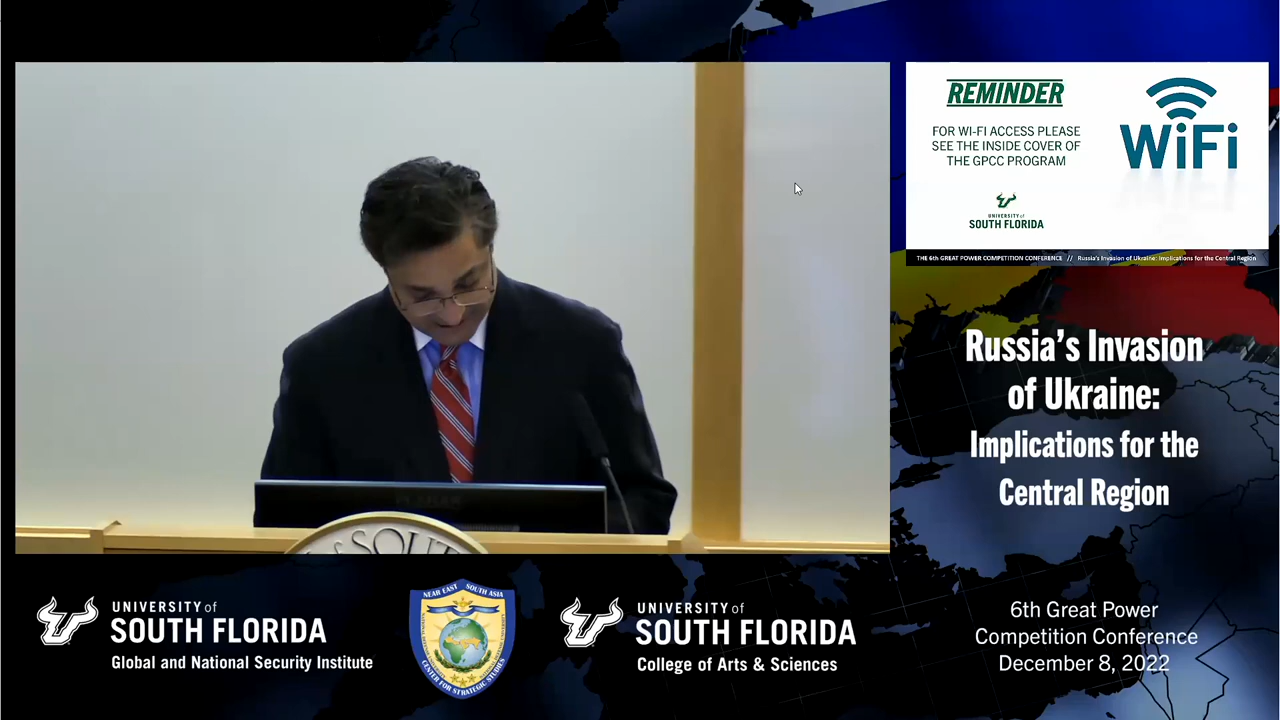 REMINDER
FOR WI-FI ACCESS PLEASE
SEE THE INSIDE COVER OF
THE GPCC PROGRAM
WiFi
UNIVERSITY of
SOUTH FLORIDA
THE 6th GREAT POWER COMPETITION CONFERENCE // Russia's Invasion of Ukraine: Implications for the Central Region
Russia's Invasion
of Ukraine:
Implications for the
Central Region
of SOUT
UNIVERSITY of
SOUTH FLORIDA
Global and National Security Institute
NEAR EAST SOUTH ASIA
CENTER FOR STRATEGIC STUDIES
UNIVERSITY of
SOUTH FLORIDA
College of Arts & Sciences
6th Great Power
Competition Conference
December 8, 2022